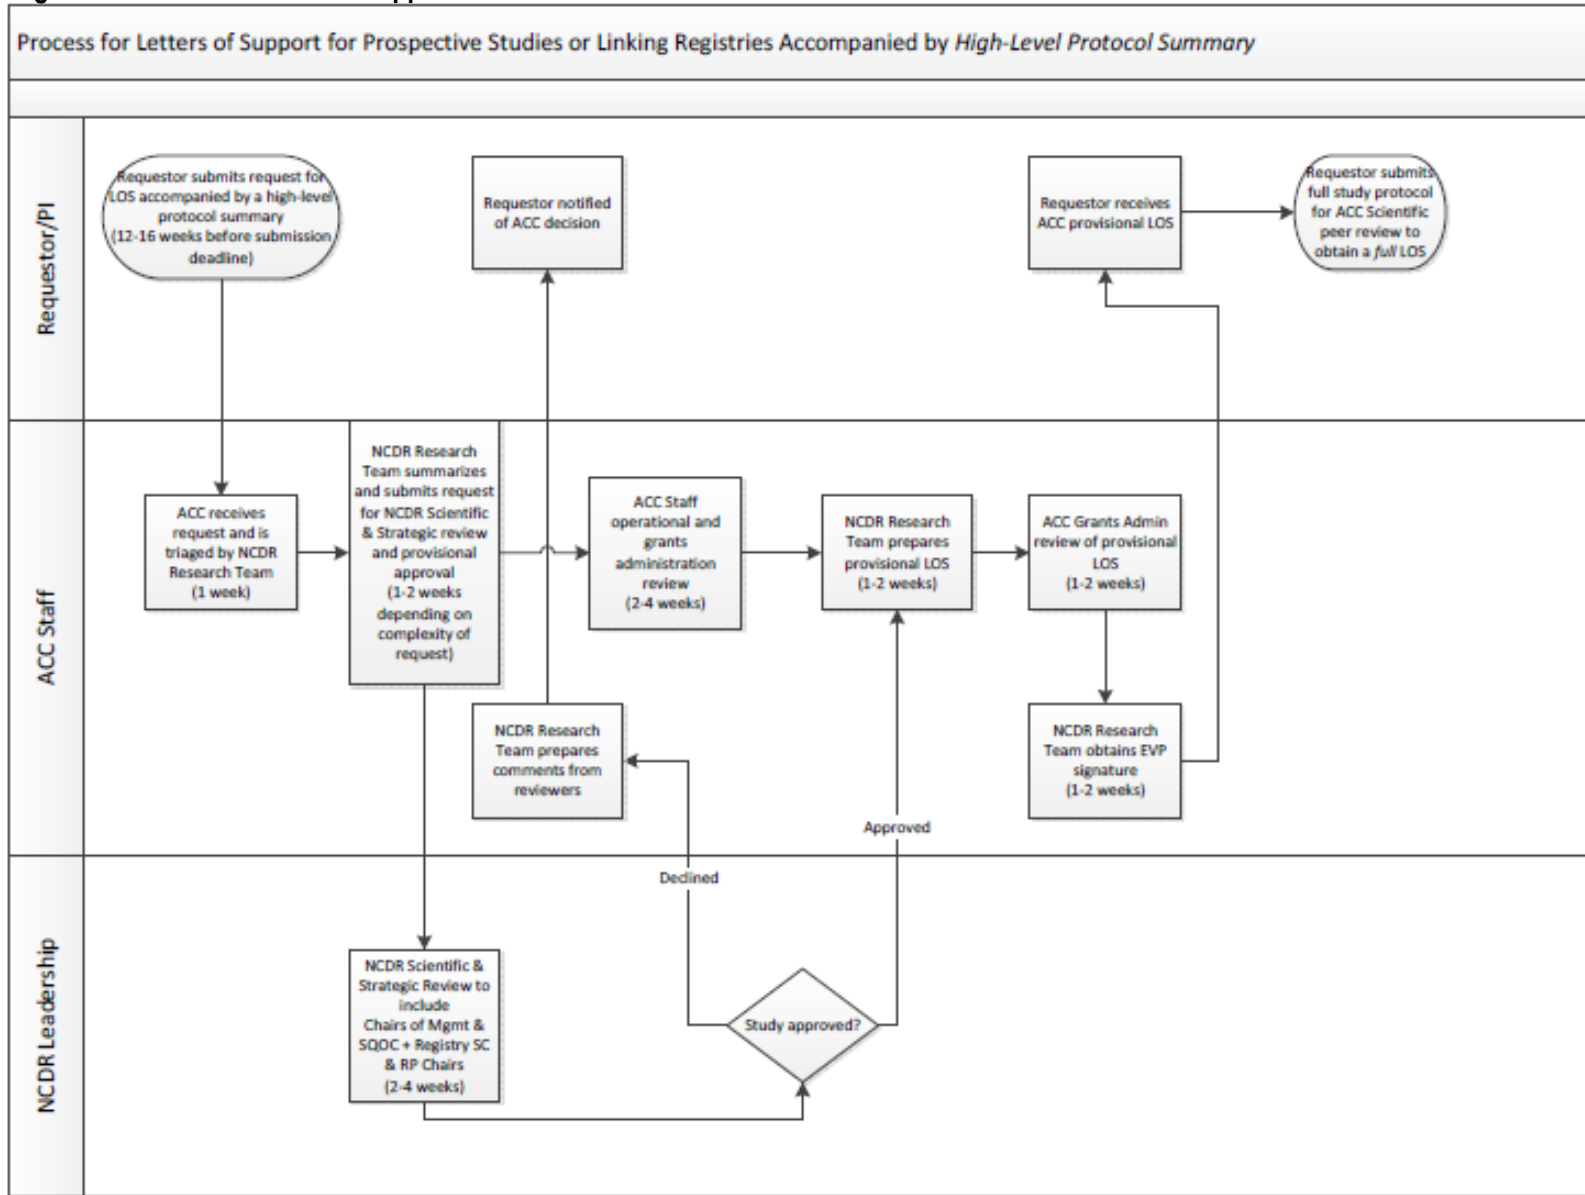 Process for Letters of Support for Prospective Studies or Linking Registries Accompanied by High-Level Protocol Summary
Requestor/PI
Requestor submits request for
LOS accompanied by a high-level
protocol summary
(12-16 weeks before submission
deadline)
Requestor notified
of ACC decision
Requestor receives
ACC provisional LOS
Requestor submits
full study protocol
for ACC Scientific
peer review to
obtain a full LOS
ACC Staff
ACC receives
request and is
triaged by NCDR
Research Team
(1 week)
NCDR Research
Team summarizes
and submits request
for NCDR Scientific
& Strategic review
and provisional
approval
(1-2 weeks
depending on
complexity of
request)
ACC Staff
operational and
grants
administration
review
(2-4 weeks)
NCDR Research
Team prepares
provisional LOS
(1-2 weeks)
ACC Grants Admin
review of provisional
LOS
(1-2 weeks)
NCDR Research
Team prepares
comments from
reviewers
NCDR Research
Team obtains EVP
signature
(1-2 weeks)
Approved
Declined
NCDR Leadership
NCDR Scientific &
Strategic Review to
include
Chairs of Mgmt &
SQOC + Registry SC
& RP Chairs
(2-4 weeks)
Study approved?